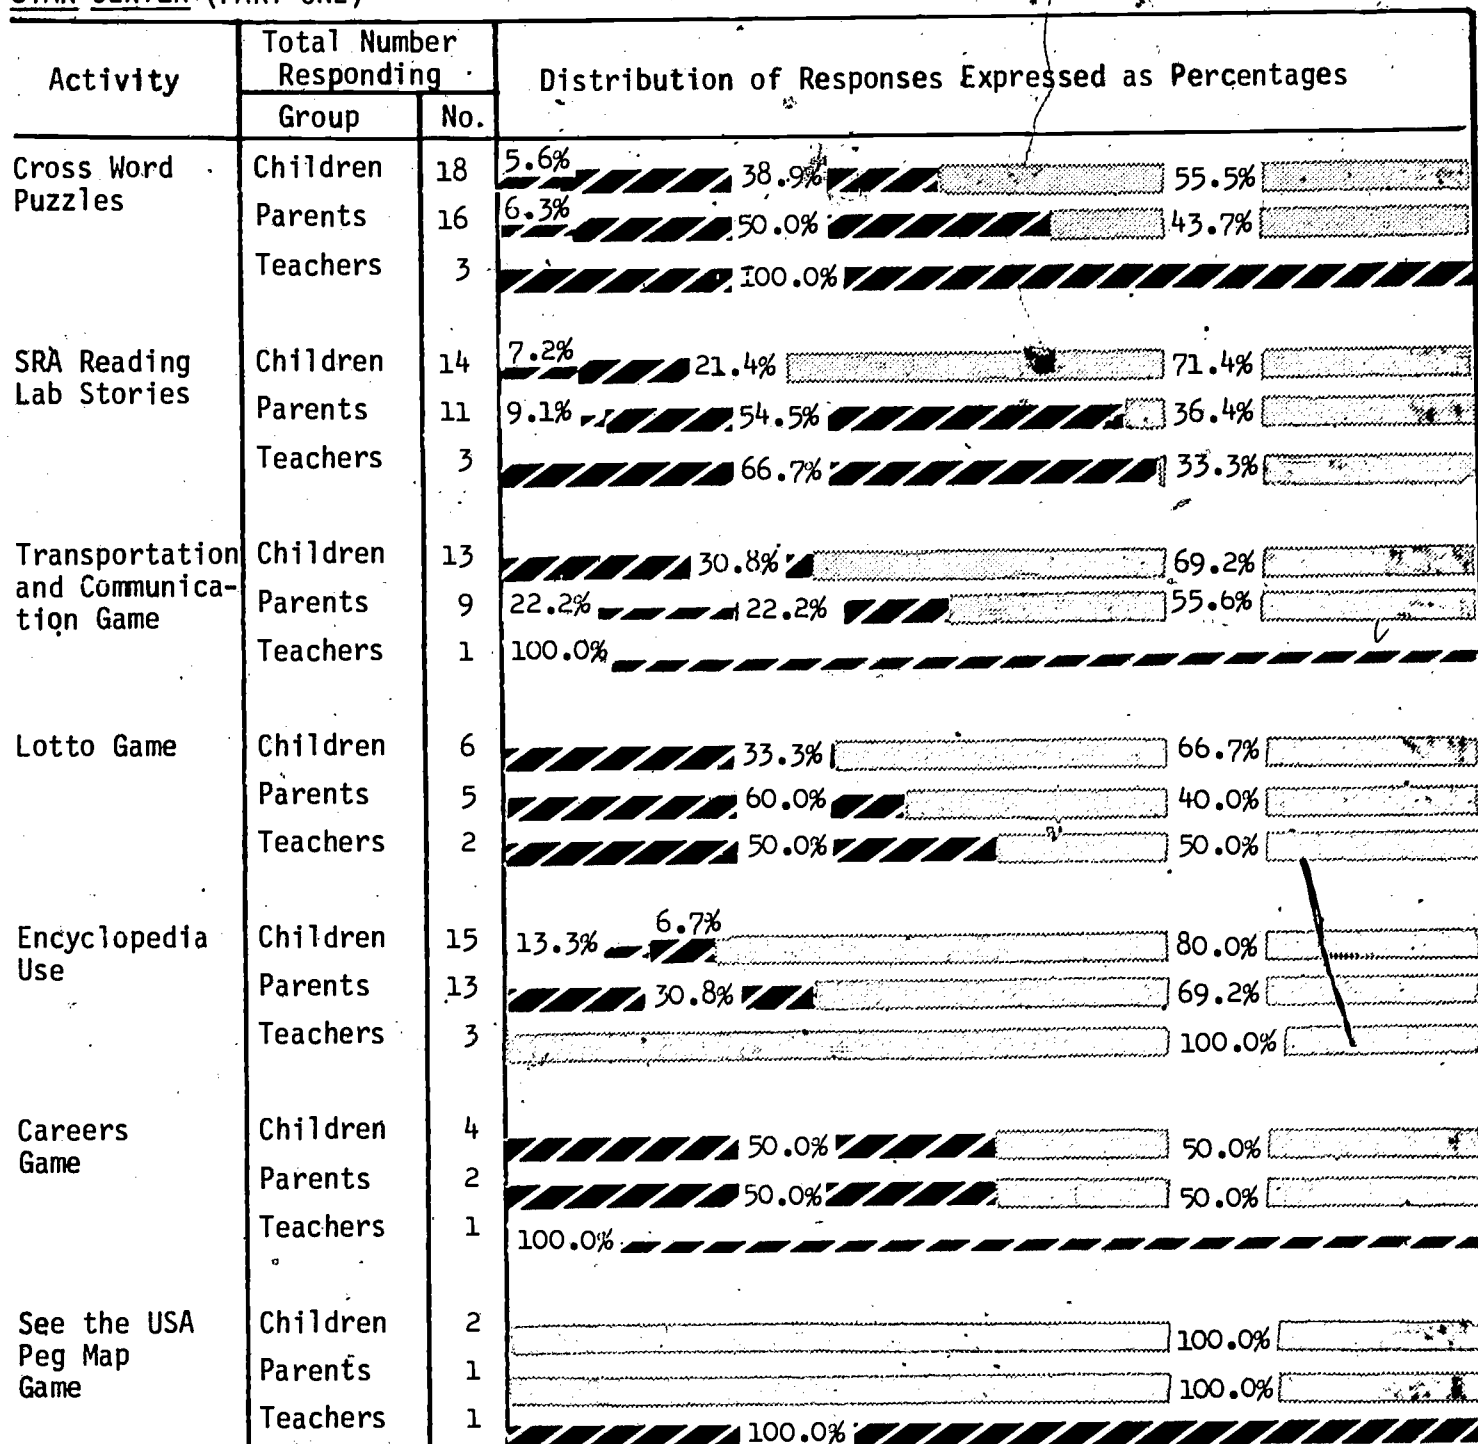 (PART ONE)
Activity
Total Number
Responding
Group
No.
Distribution of Responses Expressed as Percentages
Cross Word
Puzzles
Children 18 5.6% 38.9% 55.5%
Parents 16 6.3% 50.0% 43.7%
Teachers 3 100.0%
SRA Reading
Lab Stories
Children 14 7.2% 21.4% 71.4%
Parents 11 9.1% 54.5% 36.4%
Teachers 3 66.7% 33.3%
Transportation
and Communica-
tion Game
Children 13 30.8% 69.2%
Parents 9 22.2% 22.2% 55.6%
Teachers 1 100.0%
Lotto Game
Children 6 33.3% 66.7%
Parents 5 60.0% 40.0%
Teachers 2 50.0% 50.0%
Encyclopedia
Use
Children 15 13.3% 6.7% 80.0%
Parents 13 30.8% 69.2%
Teachers 3 100.0%
Careers
Game
Children 4 50.0% 50.0%
Parents 2 50.0% 50.0%
Teachers 1 100.0%
See the USA
Peg Map
Game
Children 2 100.0%
Parents 1 100.0%
Teachers 1 100.0%